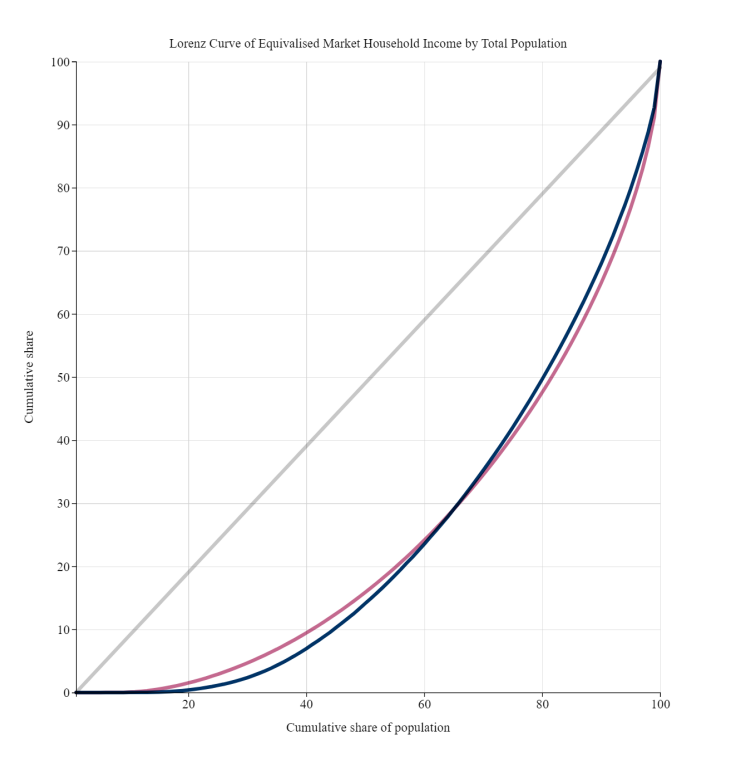 Lorenz Curve of Equivalised Market Household Income by Total Population
100
90
80
70
60
50
40
30
20
10
0
Cumulative share
20 40 60 80 100
Cumulative share of population